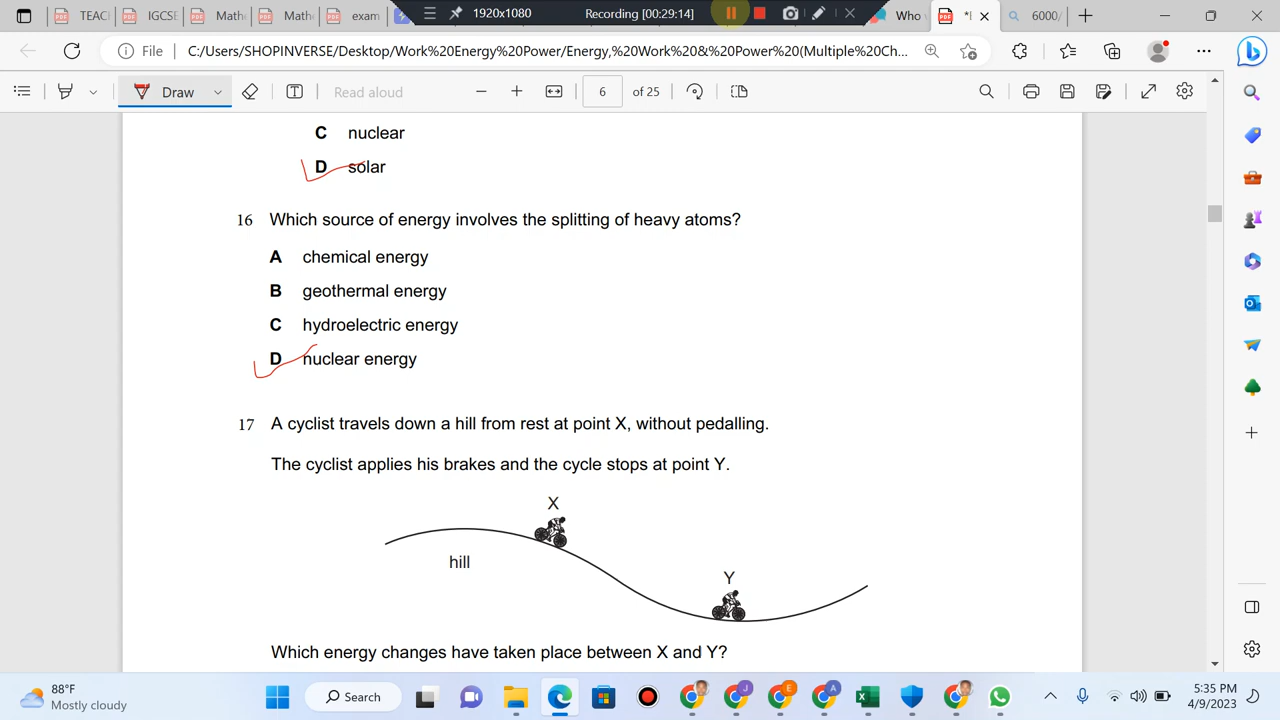 TEAC
IGCSE
Mat
Math
exam
1920x1080
Recording [00:29:14]
Who
6000/
File
C:/Users/SHOPINVERSE/Desktop/Work%20Energy%20Power/Energy,%20Work%20&%20Power%20(Multiple%20Ch...
Draw
Read aloud
6
of 25
C nuclear
D solar
16 Which source of energy involves the splitting of heavy atoms?
A chemical energy
B geothermal energy
C hydroelectric energy
D nuclear energy
17 A cyclist travels down a hill from rest at point X, without pedalling.
The cyclist applies his brakes and the cycle stops at point Y.
X
hill
Y
Which energy changes have taken place between X and Y?
88°F
Mostly cloudy
Search
J
E
A
5:35 PM
4/9/2023